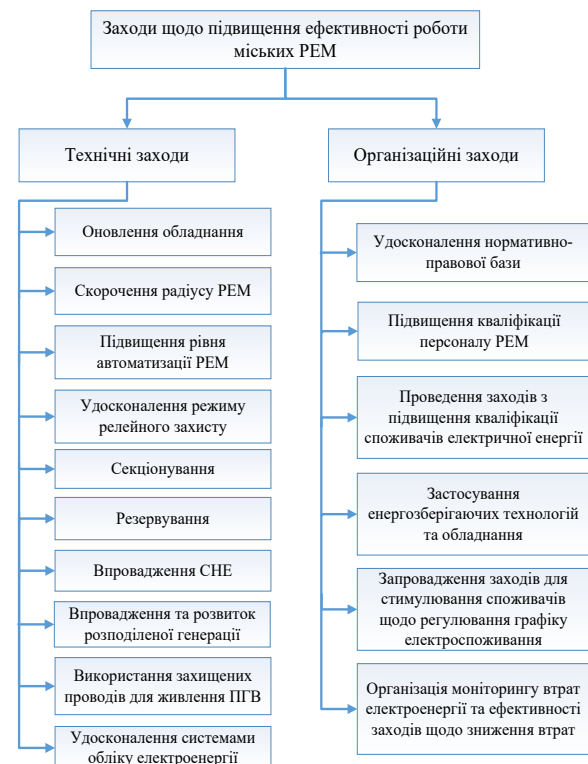 Заходи щодо підвищення ефективності роботи
міських РЕМ
Технічні заходи
Оновлення обладнання
Скорочення радіусу РЕМ
Підвищення рівня
автоматизації РЕМ
Удосконалення режиму
релейного захисту
Секціонування
Резервування
Впровадження СНЕ
Впровадження та розвиток
розподіленої генерації
Використання захищених
проводів для живлення ПГВ
Удосконалення системами
обліку електроенергії
Організаційні заходи
Удосконалення нормативно-
правової бази
Підвищення кваліфікації
персоналу РЕМ
Проведення заходів з
підвищення кваліфікації
споживачів електричної енергії
Застосування
енергозберігаючих технологій
та обладнання
Запровадження заходів для
стимулювання споживачів
щодо регулювання графіку
електроспоживання
Організація моніторингу втрат
електроенергії та ефективності
заходів щодо зниження втрат